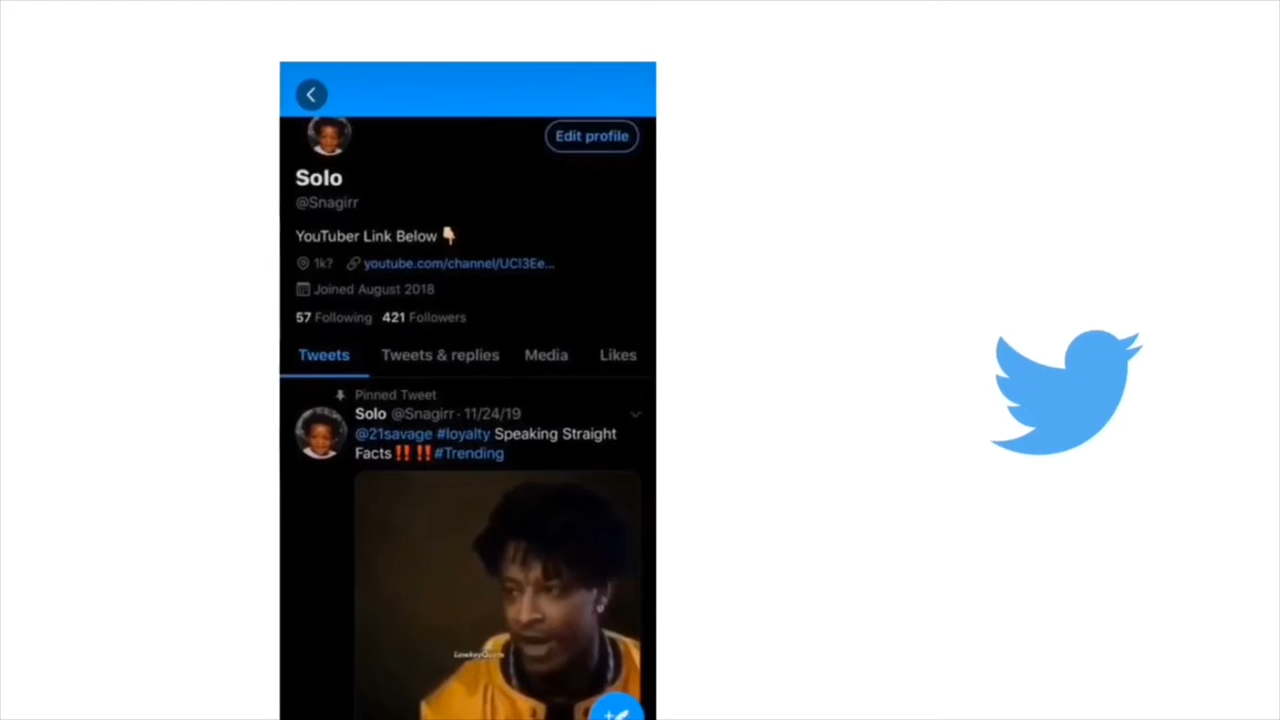 Edit profile
Solo
@Snagirr
YouTuber Link Below 👇🏻
1k? youtube.com/channel/UCI3Ee...
Joined August 2018
57 Following 421 Followers
Tweets Tweets & replies Media Likes
Pinned Tweet
Solo @Snagirr · 11/24/19
@21savage #loyalty Speaking Straight
Facts‼️ ‼️#Trending